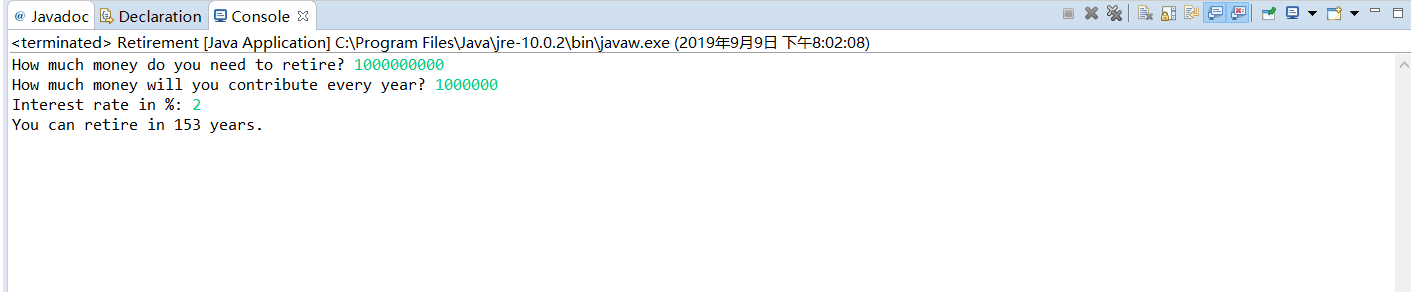 @ Javadoc Declaration Console
<terminated> Retirement [Java Application] C:\Program Files\Java\jre-10.0.2\bin\javaw.exe (2019年9月9日 下午8:02:08)
How much money do you need to retire? 1000000000
How much money will you contribute every year? 1000000
Interest rate in %: 2
You can retire in 153 years.